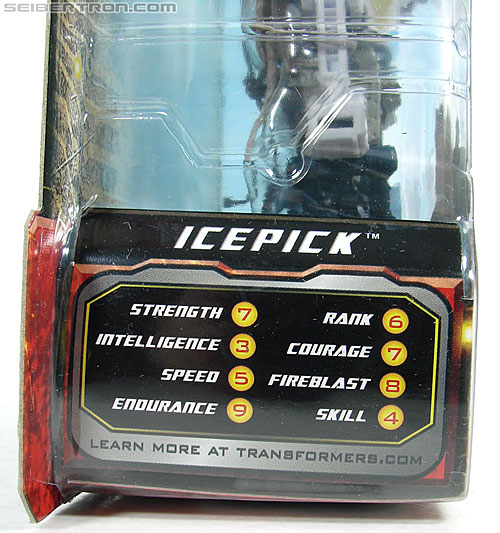 SEIBERTRON.COM
ICEPICK™
STRENGTH 7
INTELLIGENCE 3
SPEED 5
ENDURANCE 9
RANK 6
COURAGE 7
FIREBLAST 8
SKILL 4
LEARN MORE AT TRANSFORMERS.COM